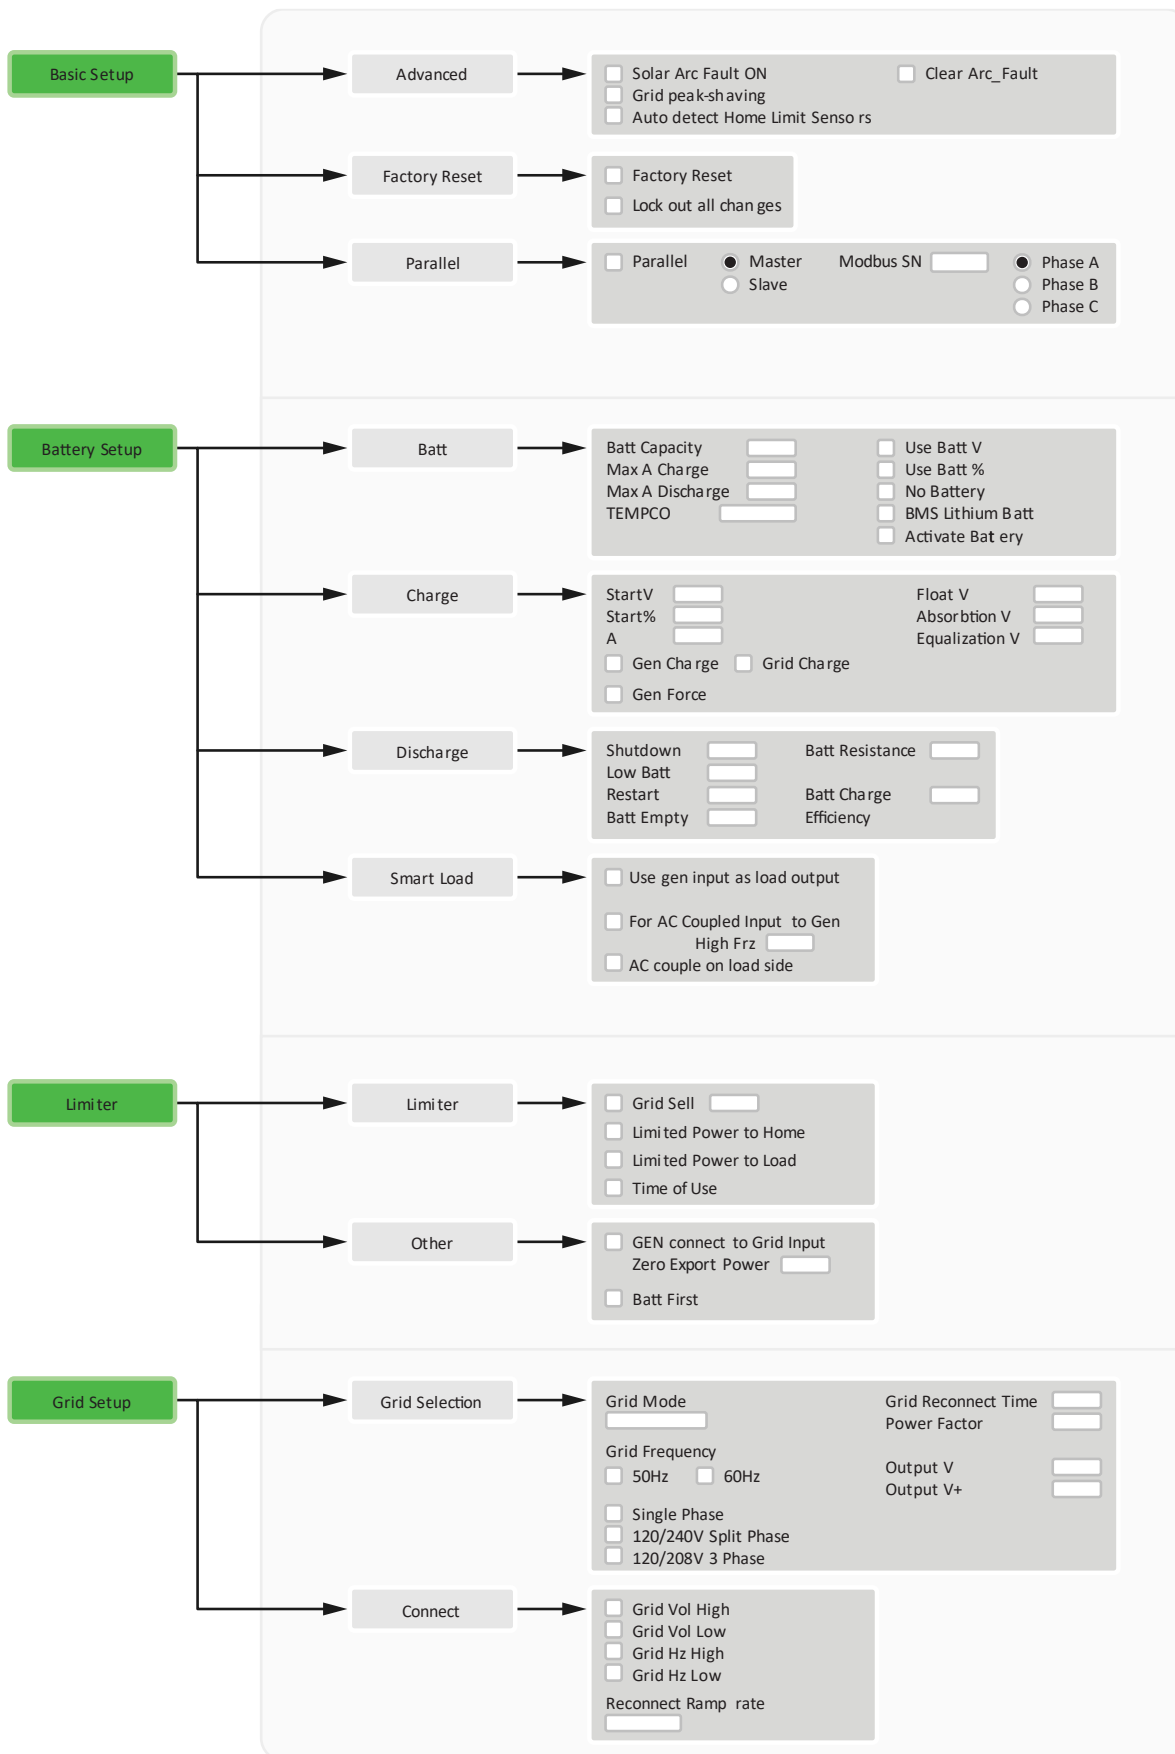 Basic Setup
Advanced
Solar Arc Fault ON
Clear Arc_Fault
Grid peak-shaving
Auto detect Home Limit Senso rs
Factory Reset
Factory Reset
Lock out all chan ges
Parallel
Parallel
Master
Modbus SN
Phase A
Slave
Phase B
Phase C
Battery Setup
Batt
Batt Capacity
Use Batt V
Max A Charge
Use Batt %
Max A Discharge
No Battery
TEMPCO
BMS Lithium Batt
Activate Bat ery
Charge
StartV
Float V
Start%
Absorbtion V
A
Equalization V
Gen Charge
Grid Charge
Gen Force
Discharge
Shutdown
Batt Resistance
Low Batt
Restart
Batt Charge
Batt Empty
Efficiency
Smart Load
Use gen input as load output
For AC Coupled Input to Gen
High Frz
AC couple on load side
Limiter
Limiter
Grid Sell
Limited Power to Home
Limited Power to Load
Time of Use
Other
GEN connect to Grid Input
Zero Export Power
Batt First
Grid Setup
Grid Selection
Grid Mode
Grid Reconnect Time
Power Factor
Grid Frequency
50Hz
60Hz
Output V
Output V+
Single Phase
120/240V Split Phase
120/208V 3 Phase
Connect
Grid Vol High
Grid Vol Low
Grid Hz High
Grid Hz Low
Reconnect Ramp rate